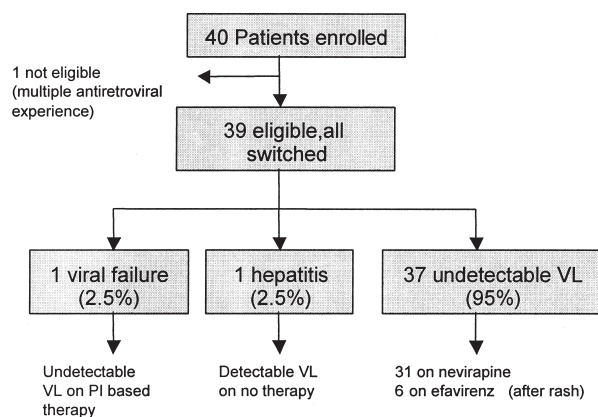 40 Patients enrolled
1 not eligible
(multiple antiretroviral
experience)
39 eligible,all
switched
1 viral failure
(2.5%)
1 hepatitis
(2.5%)
37 undetectable VL
(95%)
Undetectable
VL on PI based
therapy
Detectable VL
on no therapy
31 on nevirapine
6 on efavirenz (after rash)